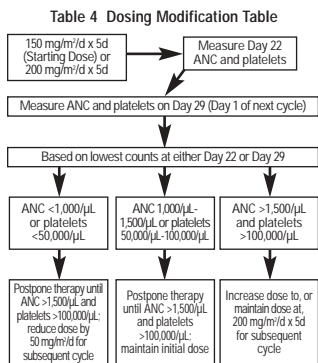 Table 4 Dosing Modification Table
150 mg/m²/d x 5d
(Starting Dose) or
200 mg/m²/d x 5d
Measure Day 22
ANC and platelets
Measure ANC and platelets on Day 29 (Day 1 of next cycle)
Based on lowest counts at either Day 22 or Day 29
ANC <1,000/µL
or platelets
<50,000/µL
ANC 1,000/µL-
1,500/µL or platelets
50,000/µL-100,000/µL
ANC >1,500/µL
and platelets
>100,000/µL
Postpone therapy until
ANC >1,500/µL and
platelets >100,000/µL;
reduce dose by
50 mg/m²/d for
subsequent cycle
Postpone therapy
until ANC >1,500/µL
and platelets
>100,000/µL;
maintain initial dose
Increase dose to, or
maintain dose at,
200 mg/m²/d x 5d
for subsequent cycle